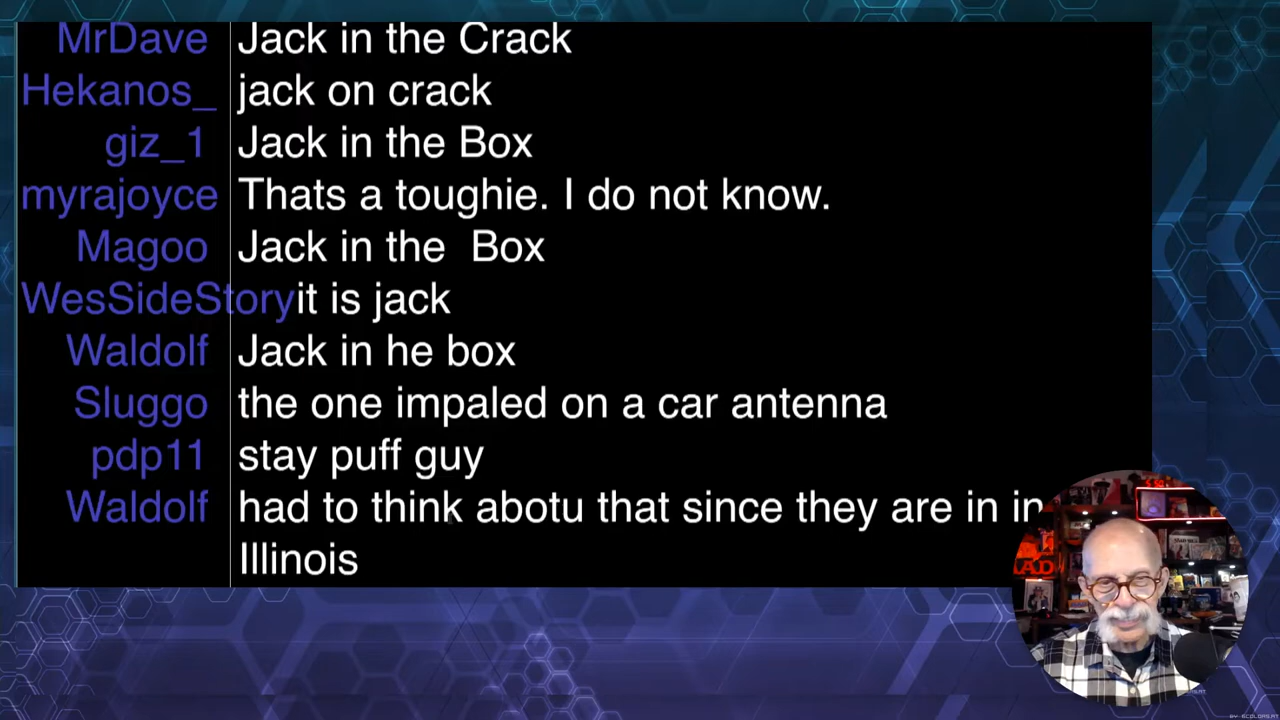 MrDave Jack in the Crack
Hekanos_ jack on crack
giz_1 Jack in the Box
myrajoyce Thats a toughie. I do not know.
Magoo Jack in the  Box
WesSideStory it is jack
Waldolf Jack in he box
Sluggo the one impaled on a car antenna
pdp11 stay puff guy
Waldolf had to think abotu that since they are in in
Illinois